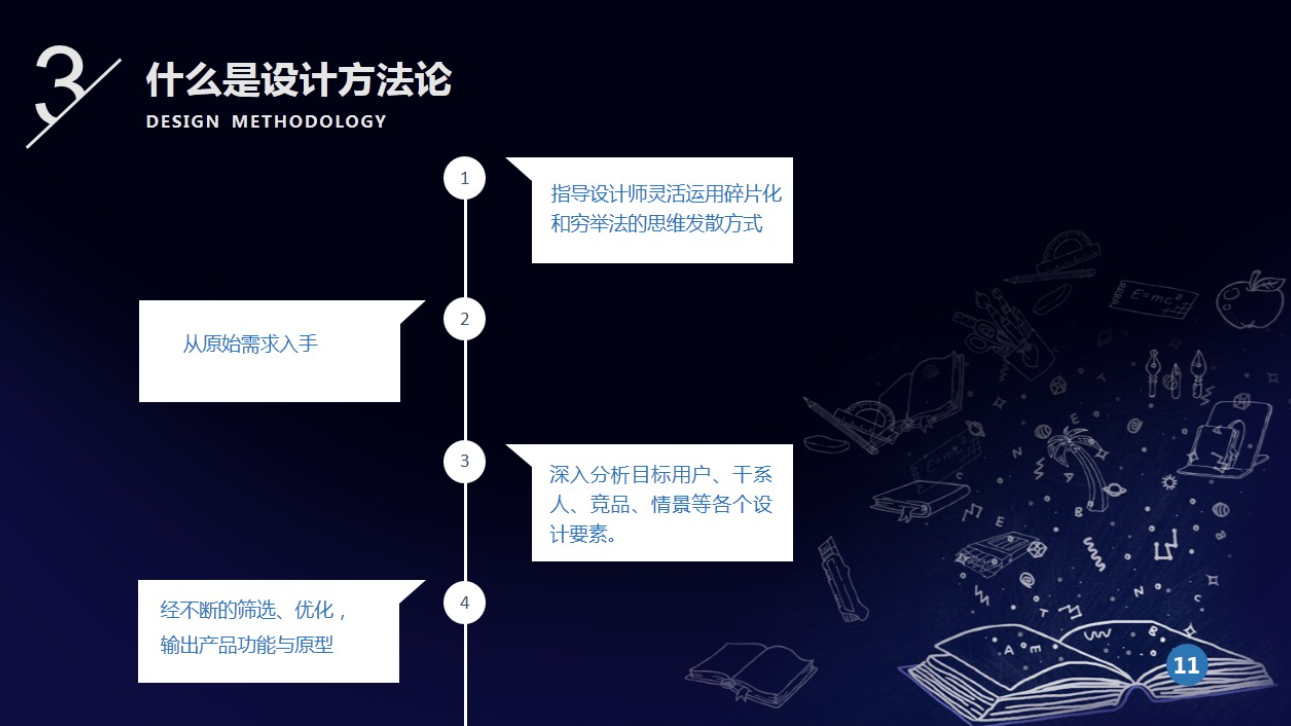 3
什么是设计方法论
DESIGN METHODOLOGY
1
指导设计师灵活运用碎片化
和穷举法的思维发散方式
2
从原始需求入手
3
深入分析目标用户、干系
人、竞品、情景等各个设
计要素。
4
经不断的筛选、优化，
输出产品功能与原型
E=mc²
11